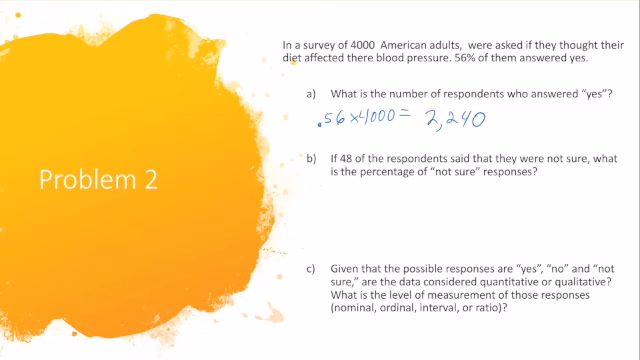 Problem 2
In a survey of 4000 American adults, were asked if they thought their
diet affected there blood pressure. 56% of them answered yes.
a) What is the number of respondents who answered “yes”?
.56 × 4000 = 2,240
b) If 48 of the respondents said that they were not sure, what
is the percentage of “not sure” responses?
c) Given that the possible responses are “yes”, “no” and “not
sure,” are the data considered quantitative or qualitative?
What is the level of measurement of those responses
(nominal, ordinal, interval, or ratio)?